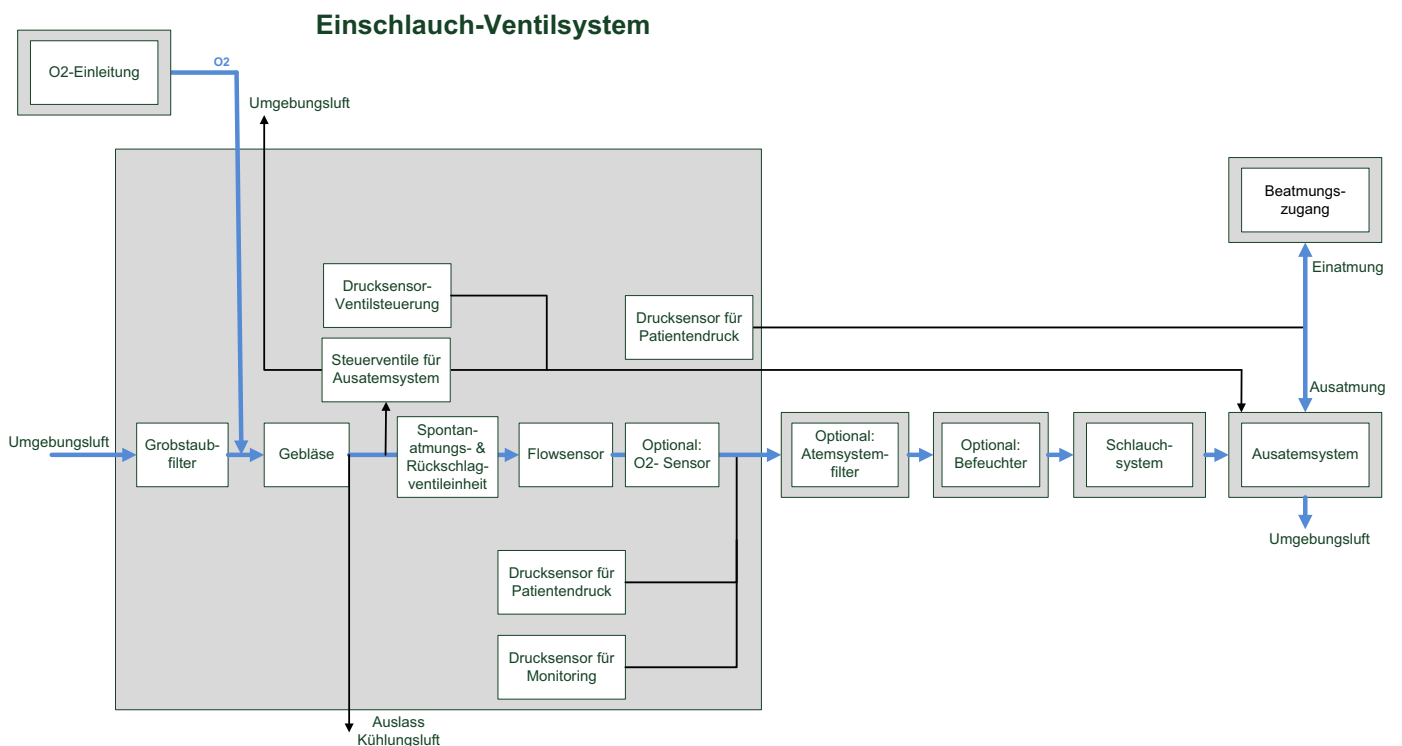 Einschlauch-Ventilsystem
O2-Einleitung
O2
Umgebungsluft
Beatmungs-
zugang
Einatmung
Drucksensor-
Ventilsteuerung
Drucksensor für
Patientendruck
Steuerventile für
Ausatemsystem
Ausatmung
Umgebungsluft
Grobstaub-
filter
Gebläse
Spontan-
atmungs- &
Rückschlag-
ventileinheit
Flowsensor
Optional:
O2- Sensor
Optional:
Atemsystem-
filter
Optional:
Befeuchter
Schlauch-
system
Ausatemsystem
Umgebungsluft
Drucksensor für
Patientendruck
Drucksensor für
Monitoring
Auslass
Kühlungsluft